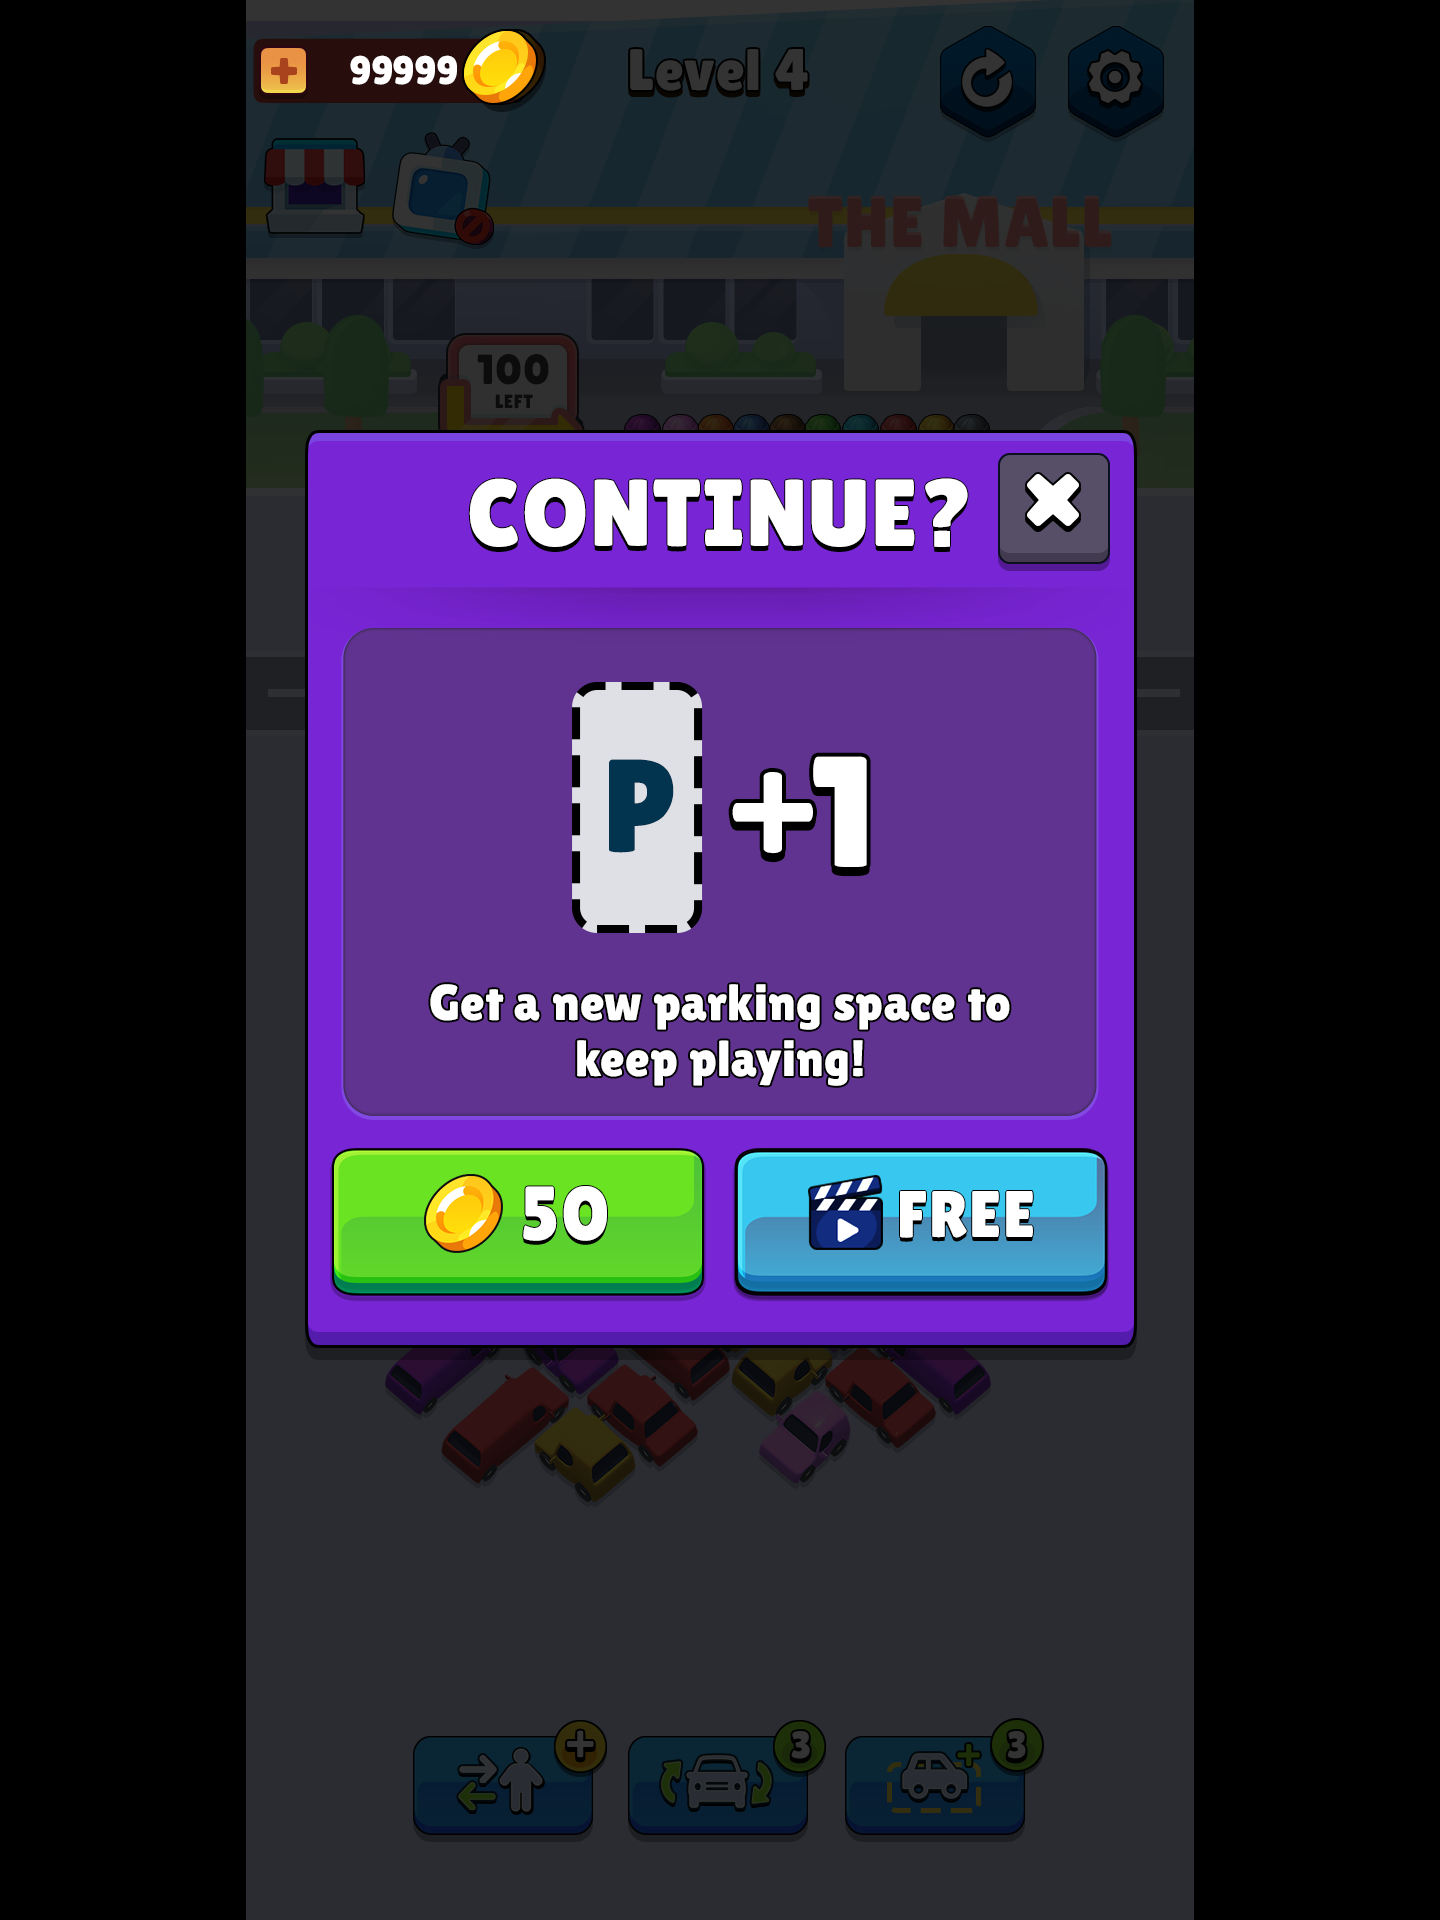 99999
Level 4
THE MALL
100
LEFT
CONTINUE?
P +1
Get a new parking space to
keep playing!
50
FREE
3
3